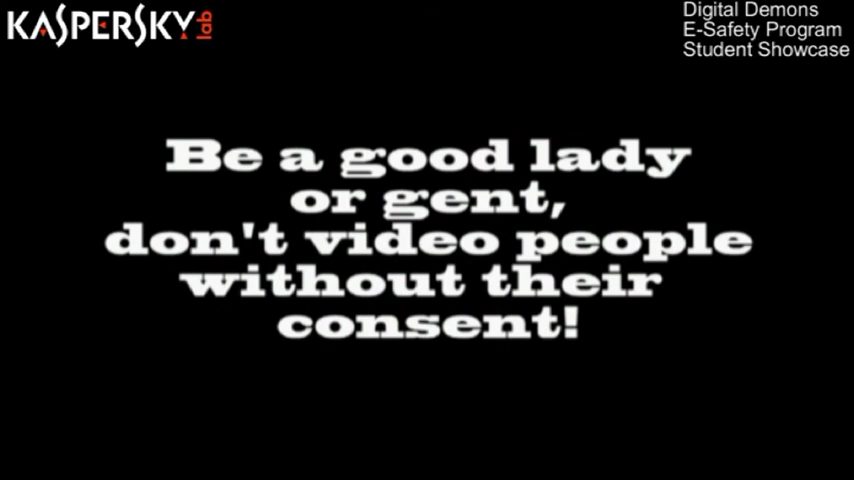 KASPERSKY lab
Digital Demons
E-Safety Program
Student Showcase
Be a good lady
or gent,
don't video people
without their
consent!